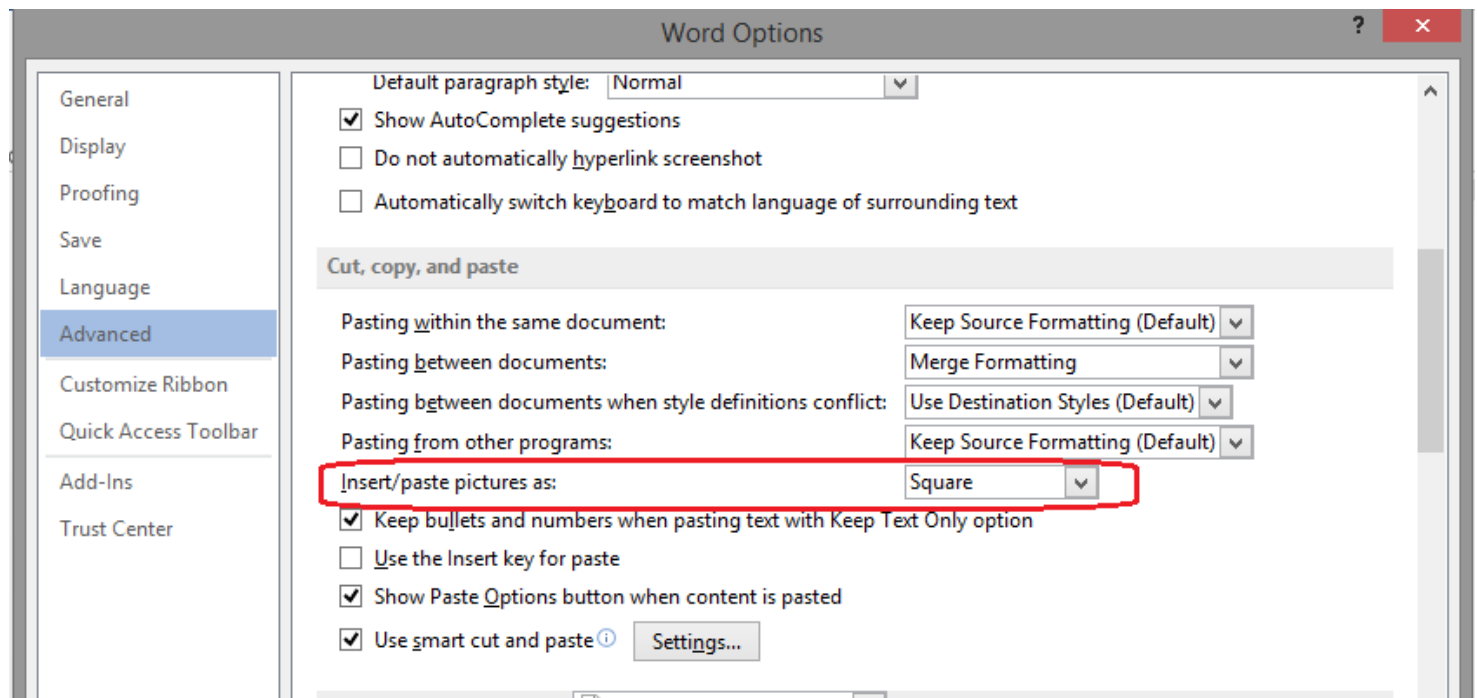 Word Options
?
General
Display
Proofing
Save
Language
Advanced
Customize Ribbon
Quick Access Toolbar
Add-Ins
Trust Center
Default paragraph style: Normal
Show AutoComplete suggestions
Do not automatically hyperlink screenshot
Automatically switch keyboard to match language of surrounding text
Cut, copy, and paste
Pasting within the same document: Keep Source Formatting (Default)
Pasting between documents: Merge Formatting
Pasting between documents when style definitions conflict: Use Destination Styles (Default)
Pasting from other programs: Keep Source Formatting (Default)
Insert/paste pictures as: Square
Keep bullets and numbers when pasting text with Keep Text Only option
Use the Insert key for paste
Show Paste Options button when content is pasted
Use smart cut and paste Settings...